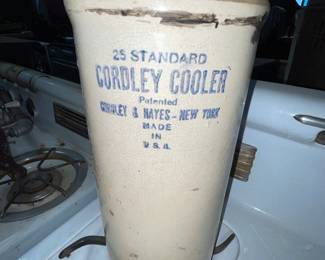 25 STANDARD
CORDLEY COOLER
Patented
CORDLEY & HAYES - NEW YORK
MADE
IN
U.S.A.